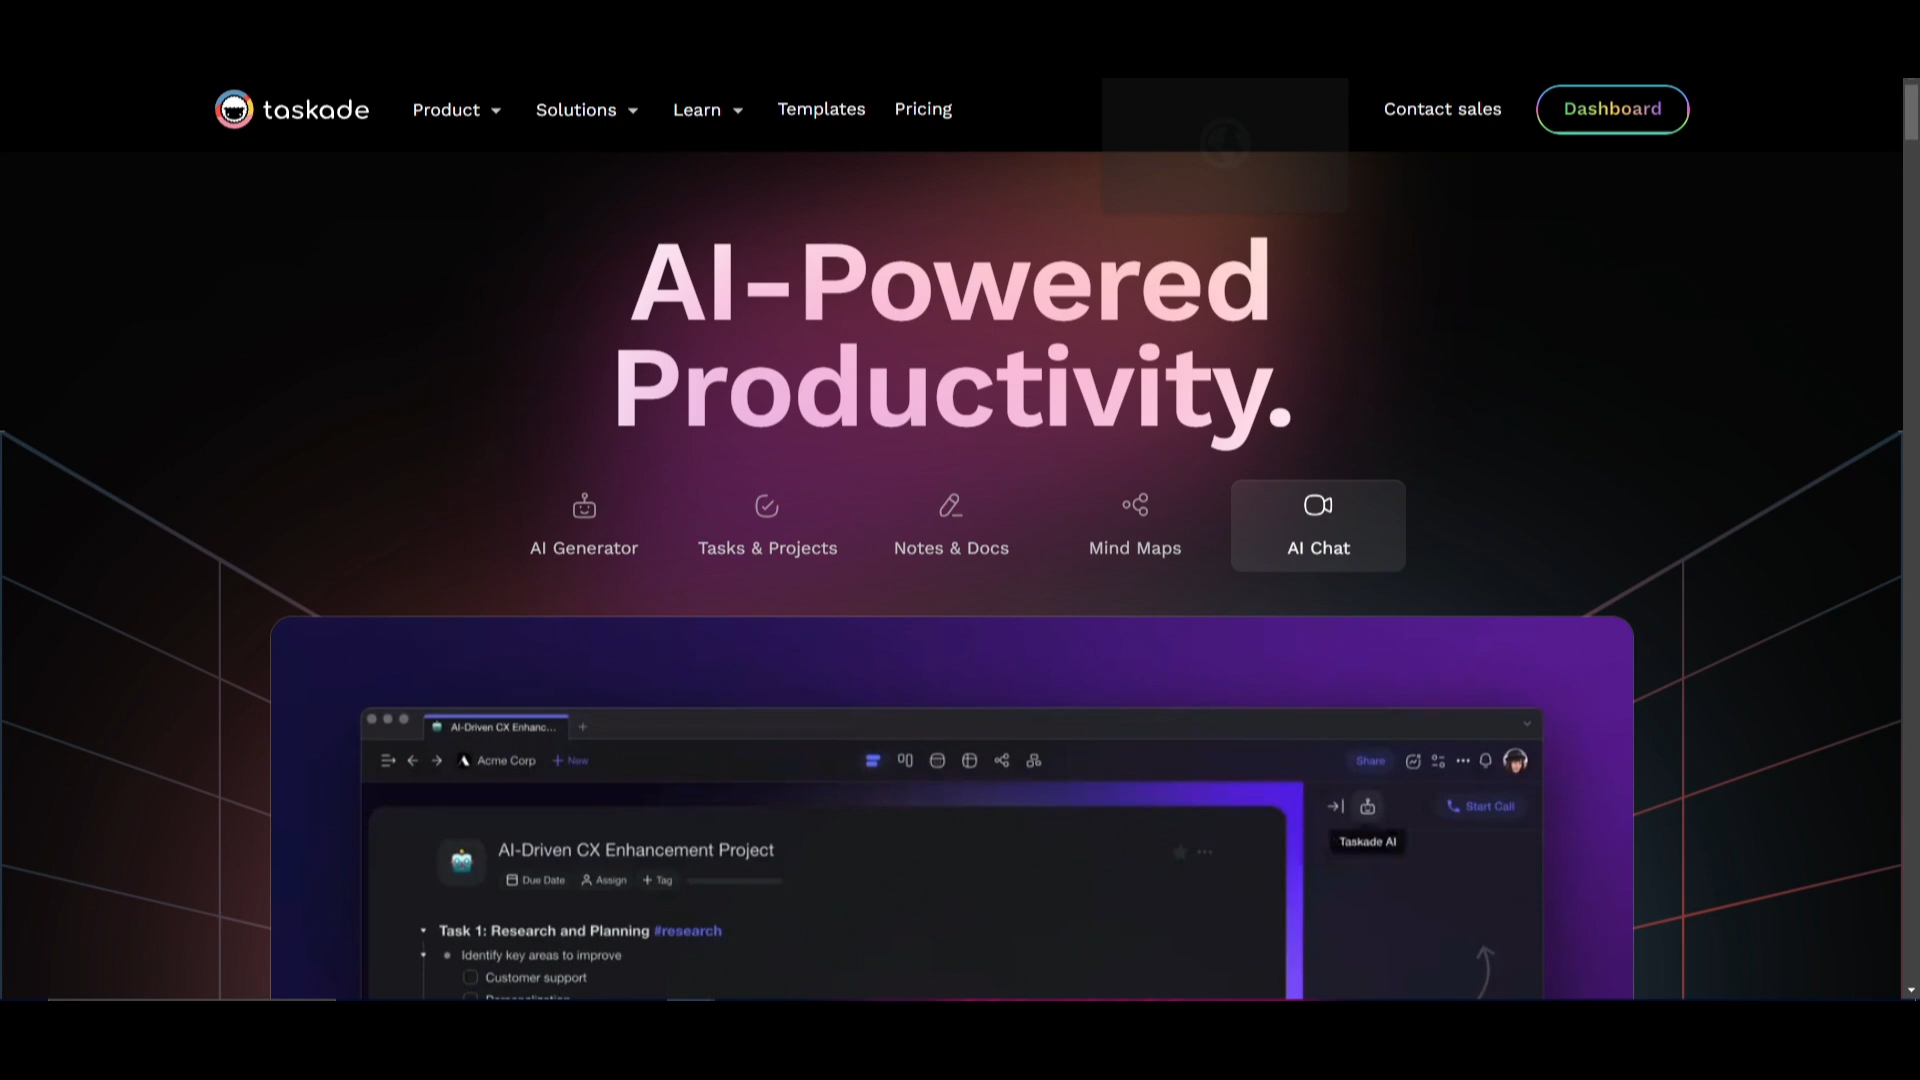 taskade Product Solutions Learn Templates Pricing Contact sales Dashboard
AI-Powered
Productivity.
AI Generator Tasks & Projects Notes & Docs Mind Maps AI Chat
AI-Driven CX Enhanc...
Acme Corp + New Share
Start Call
Taskade AI
AI-Driven CX Enhancement Project
Due Date Assign + Tag
Task 1: Research and Planning #research
Identify key areas to improve
Customer support